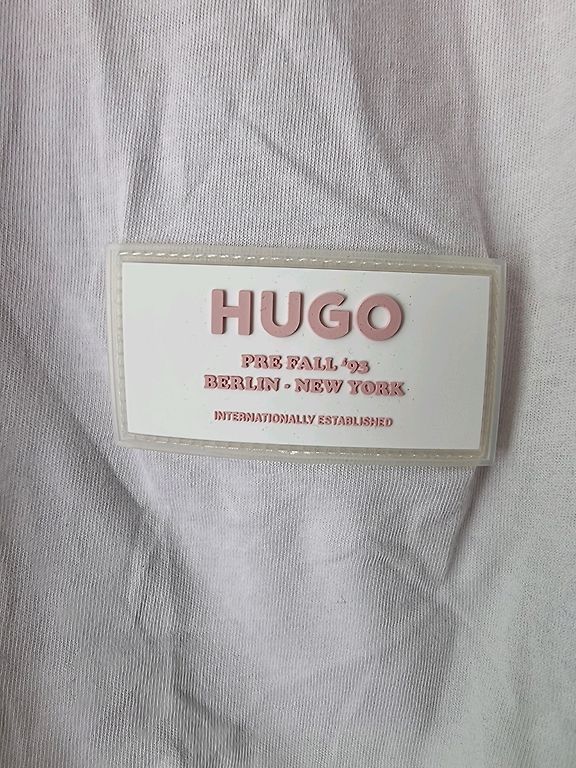 HUGO
PRE FALL '93
BERLIN - NEW YORK
INTERNATIONALLY ESTABLISHED